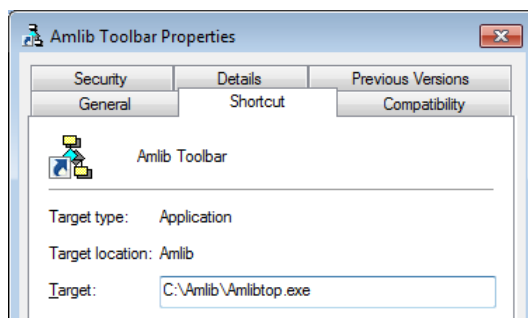 Amlib Toolbar Properties
Security Details Previous Versions
General Shortcut Compatibility
Amlib Toolbar
Target type: Application
Target location: Amlib
Target: C:\Amlib\Amlibtop.exe